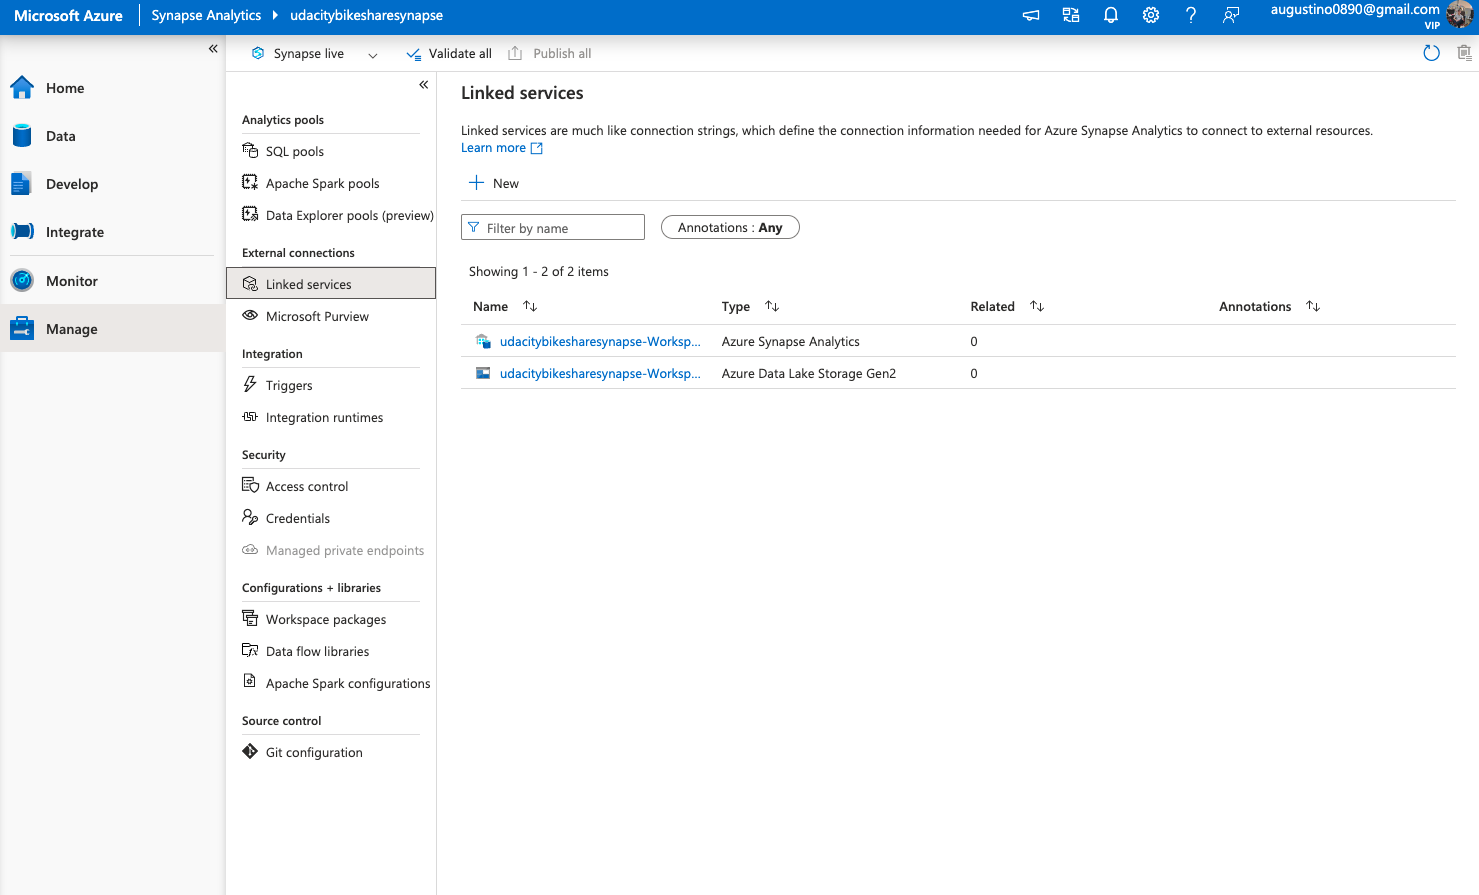 Microsoft Azure
Synapse Analytics
udacitybikesharesynapse
augustino0890@gmail.com
VIP
Home
Data
Develop
Integrate
Monitor
Manage
Synapse live
Validate all
Publish all
Analytics pools
SQL pools
Apache Spark pools
Data Explorer pools (preview)
External connections
Linked services
Microsoft Purview
Integration
Triggers
Integration runtimes
Security
Access control
Credentials
Managed private endpoints
Configurations + libraries
Workspace packages
Data flow libraries
Apache Spark configurations
Source control
Git configuration
Linked services
Linked services are much like connection strings, which define the connection information needed for Azure Synapse Analytics to connect to external resources.
Learn more
New
Filter by name
Annotations : Any
Showing 1 - 2 of 2 items
Name Type Related Annotations
udacitybikesharesynapse-Worksp... Azure Synapse Analytics 0
udacitybikesharesynapse-Worksp... Azure Data Lake Storage Gen2 0